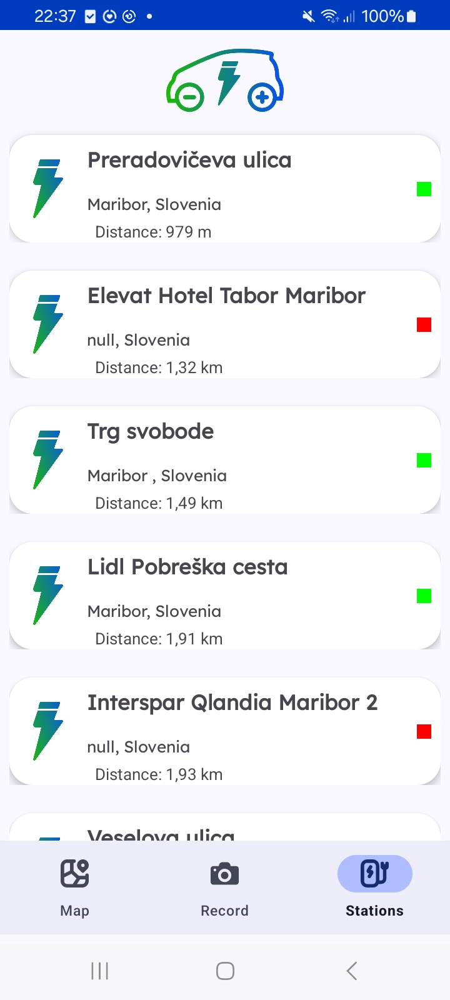 22:37
100%
Preradovičeva ulica
Maribor, Slovenia
Distance: 979 m
Elevat Hotel Tabor Maribor
null, Slovenia
Distance: 1,32 km
Trg svobode
Maribor , Slovenia
Distance: 1,49 km
Lidl Pobreška cesta
Maribor, Slovenia
Distance: 1,91 km
Interspar Qlandia Maribor 2
null, Slovenia
Distance: 1,93 km
Veselova ulica
Map
Record
Stations